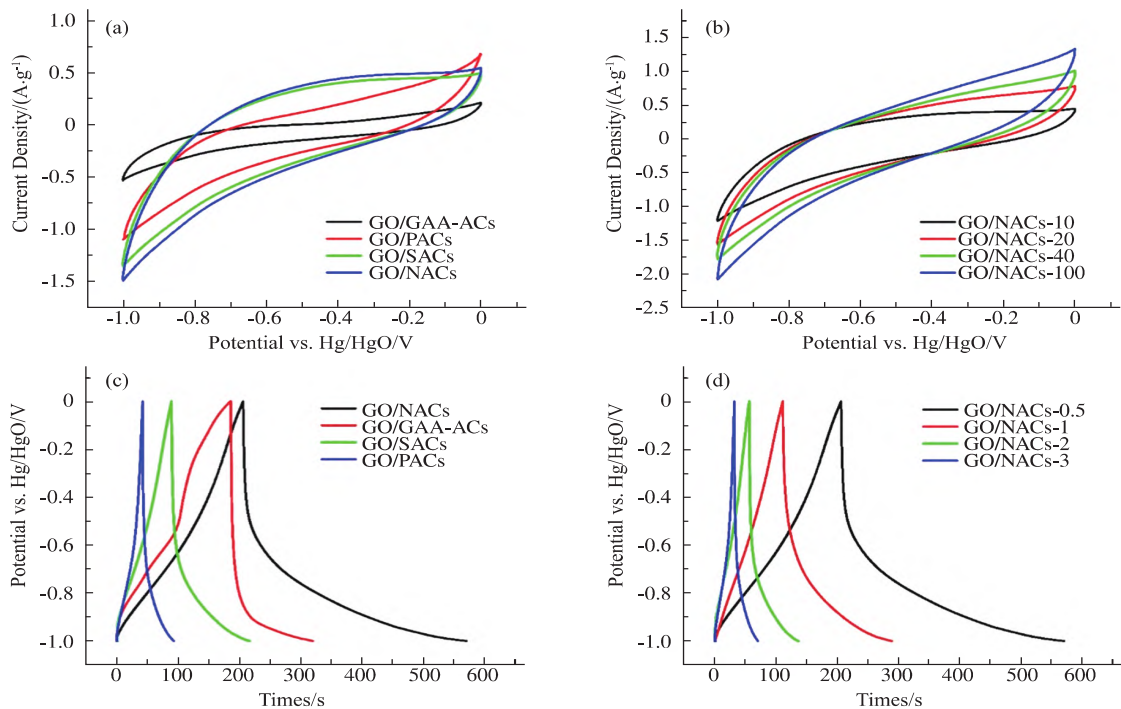 (a)
1.0
0.5
0
-0.5
-1.0
-1.5
Current Density/(A·g⁻¹)
GO/GAA-ACs
GO/PACs
GO/SACs
GO/NACs
-1.0 -0.8 -0.6 -0.4 -0.2 0
Potential vs. Hg/HgO/V
(b)
1.5
1.0
0.5
0
-0.5
-1.0
-1.5
-2.0
-2.5
Current Density/(A·g⁻¹)
GO/NACs-10
GO/NACs-20
GO/NACs-40
GO/NACs-100
-1.0 -0.8 -0.6 -0.4 -0.2 0
Potential vs. Hg/HgO/V
(c)
0
-0.2
-0.4
-0.6
-0.8
-1.0
Potential vs. Hg/HgO/V
GO/NACs
GO/GAA-ACs
GO/SACs
GO/PACs
0 100 200 300 400 500 600
Times/s
(d)
0
-0.2
-0.4
-0.6
-0.8
-1.0
Potential vs. Hg/HgO/V
GO/NACs-0.5
GO/NACs-1
GO/NACs-2
GO/NACs-3
0 100 200 300 400 500 600
Times/s